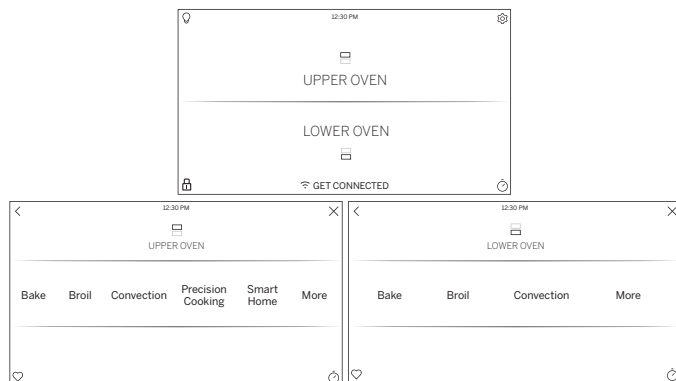 12:30 PM
UPPER OVEN
LOWER OVEN
GET CONNECTED
12:30 PM
UPPER OVEN
Bake Broil Convection Precision Cooking Smart Home More
12:30 PM
LOWER OVEN
Bake Broil Convection More